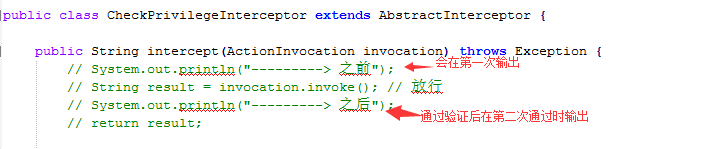 public class CheckPrivilegeInterceptor extends AbstractInterceptor {
public String intercept(ActionInvocation invocation) throws Exception {
// System.out.println("---------> 之前");
会在第一次输出
// String result = invocation.invoke(); // 放行
// System.out.println("---------> 之后");
通过验证后在第二次通过时输出
// return result;